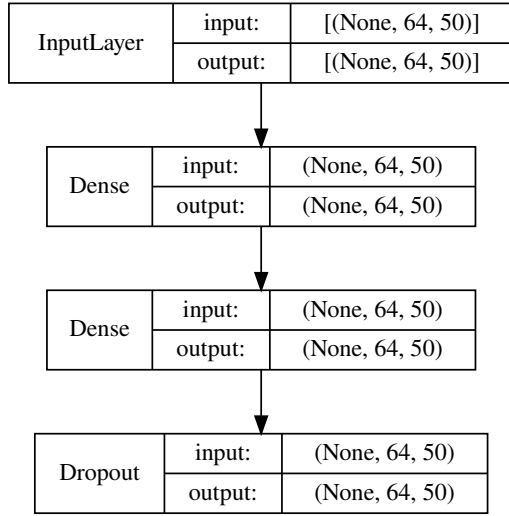 InputLayer
input: [(None, 64, 50)]
output: [(None, 64, 50)]
Dense
input: (None, 64, 50)
output: (None, 64, 50)
Dense
input: (None, 64, 50)
output: (None, 64, 50)
Dropout
input: (None, 64, 50)
output: (None, 64, 50)